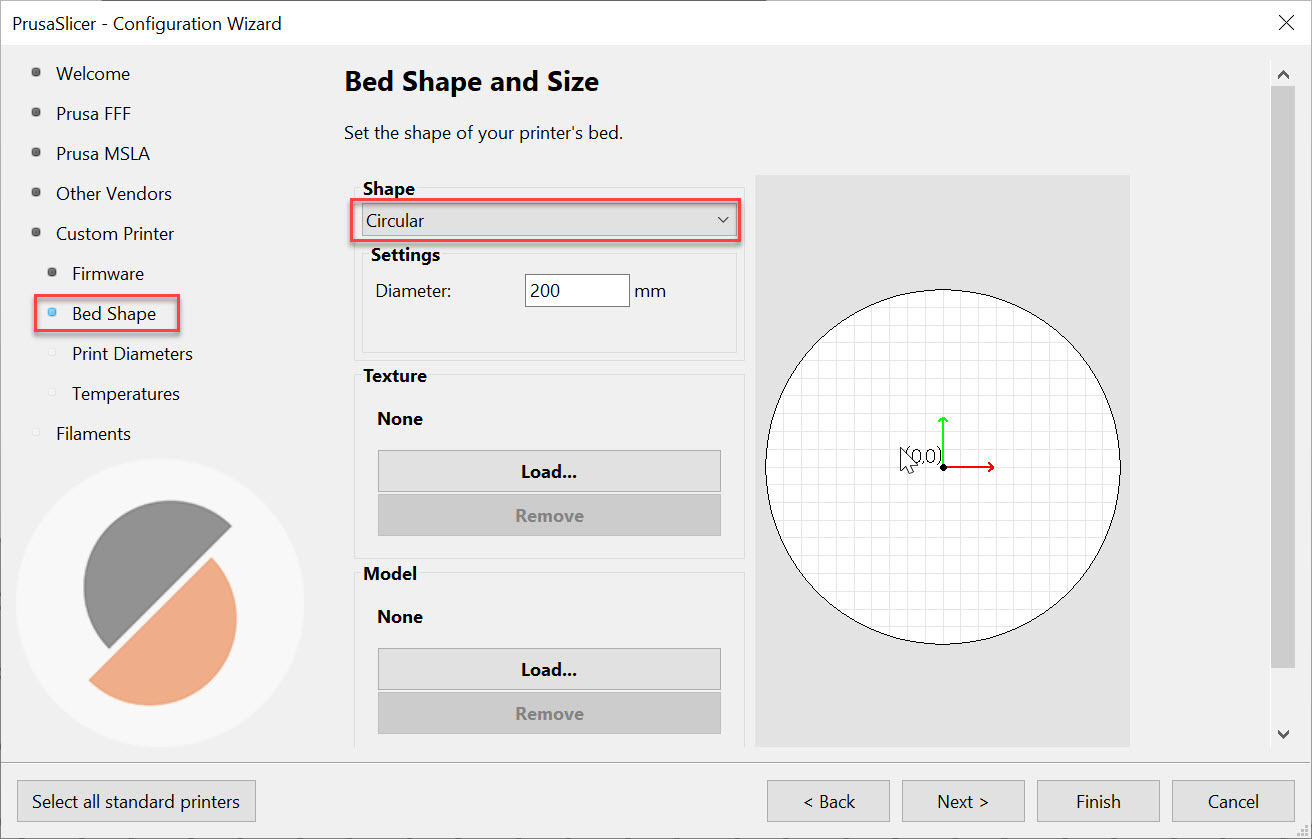 PrusaSlicer - Configuration Wizard
Welcome
Prusa FFF
Prusa MSLA
Other Vendors
Custom Printer
Firmware
Bed Shape
Print Diameters
Temperatures
Filaments
Bed Shape and Size
Set the shape of your printer's bed.
Shape
Circular
Settings
Diameter: 200 mm
Texture
None
Load...
Remove
Model
None
Load...
Remove
(0,0)
Select all standard printers
< Back
Next >
Finish
Cancel